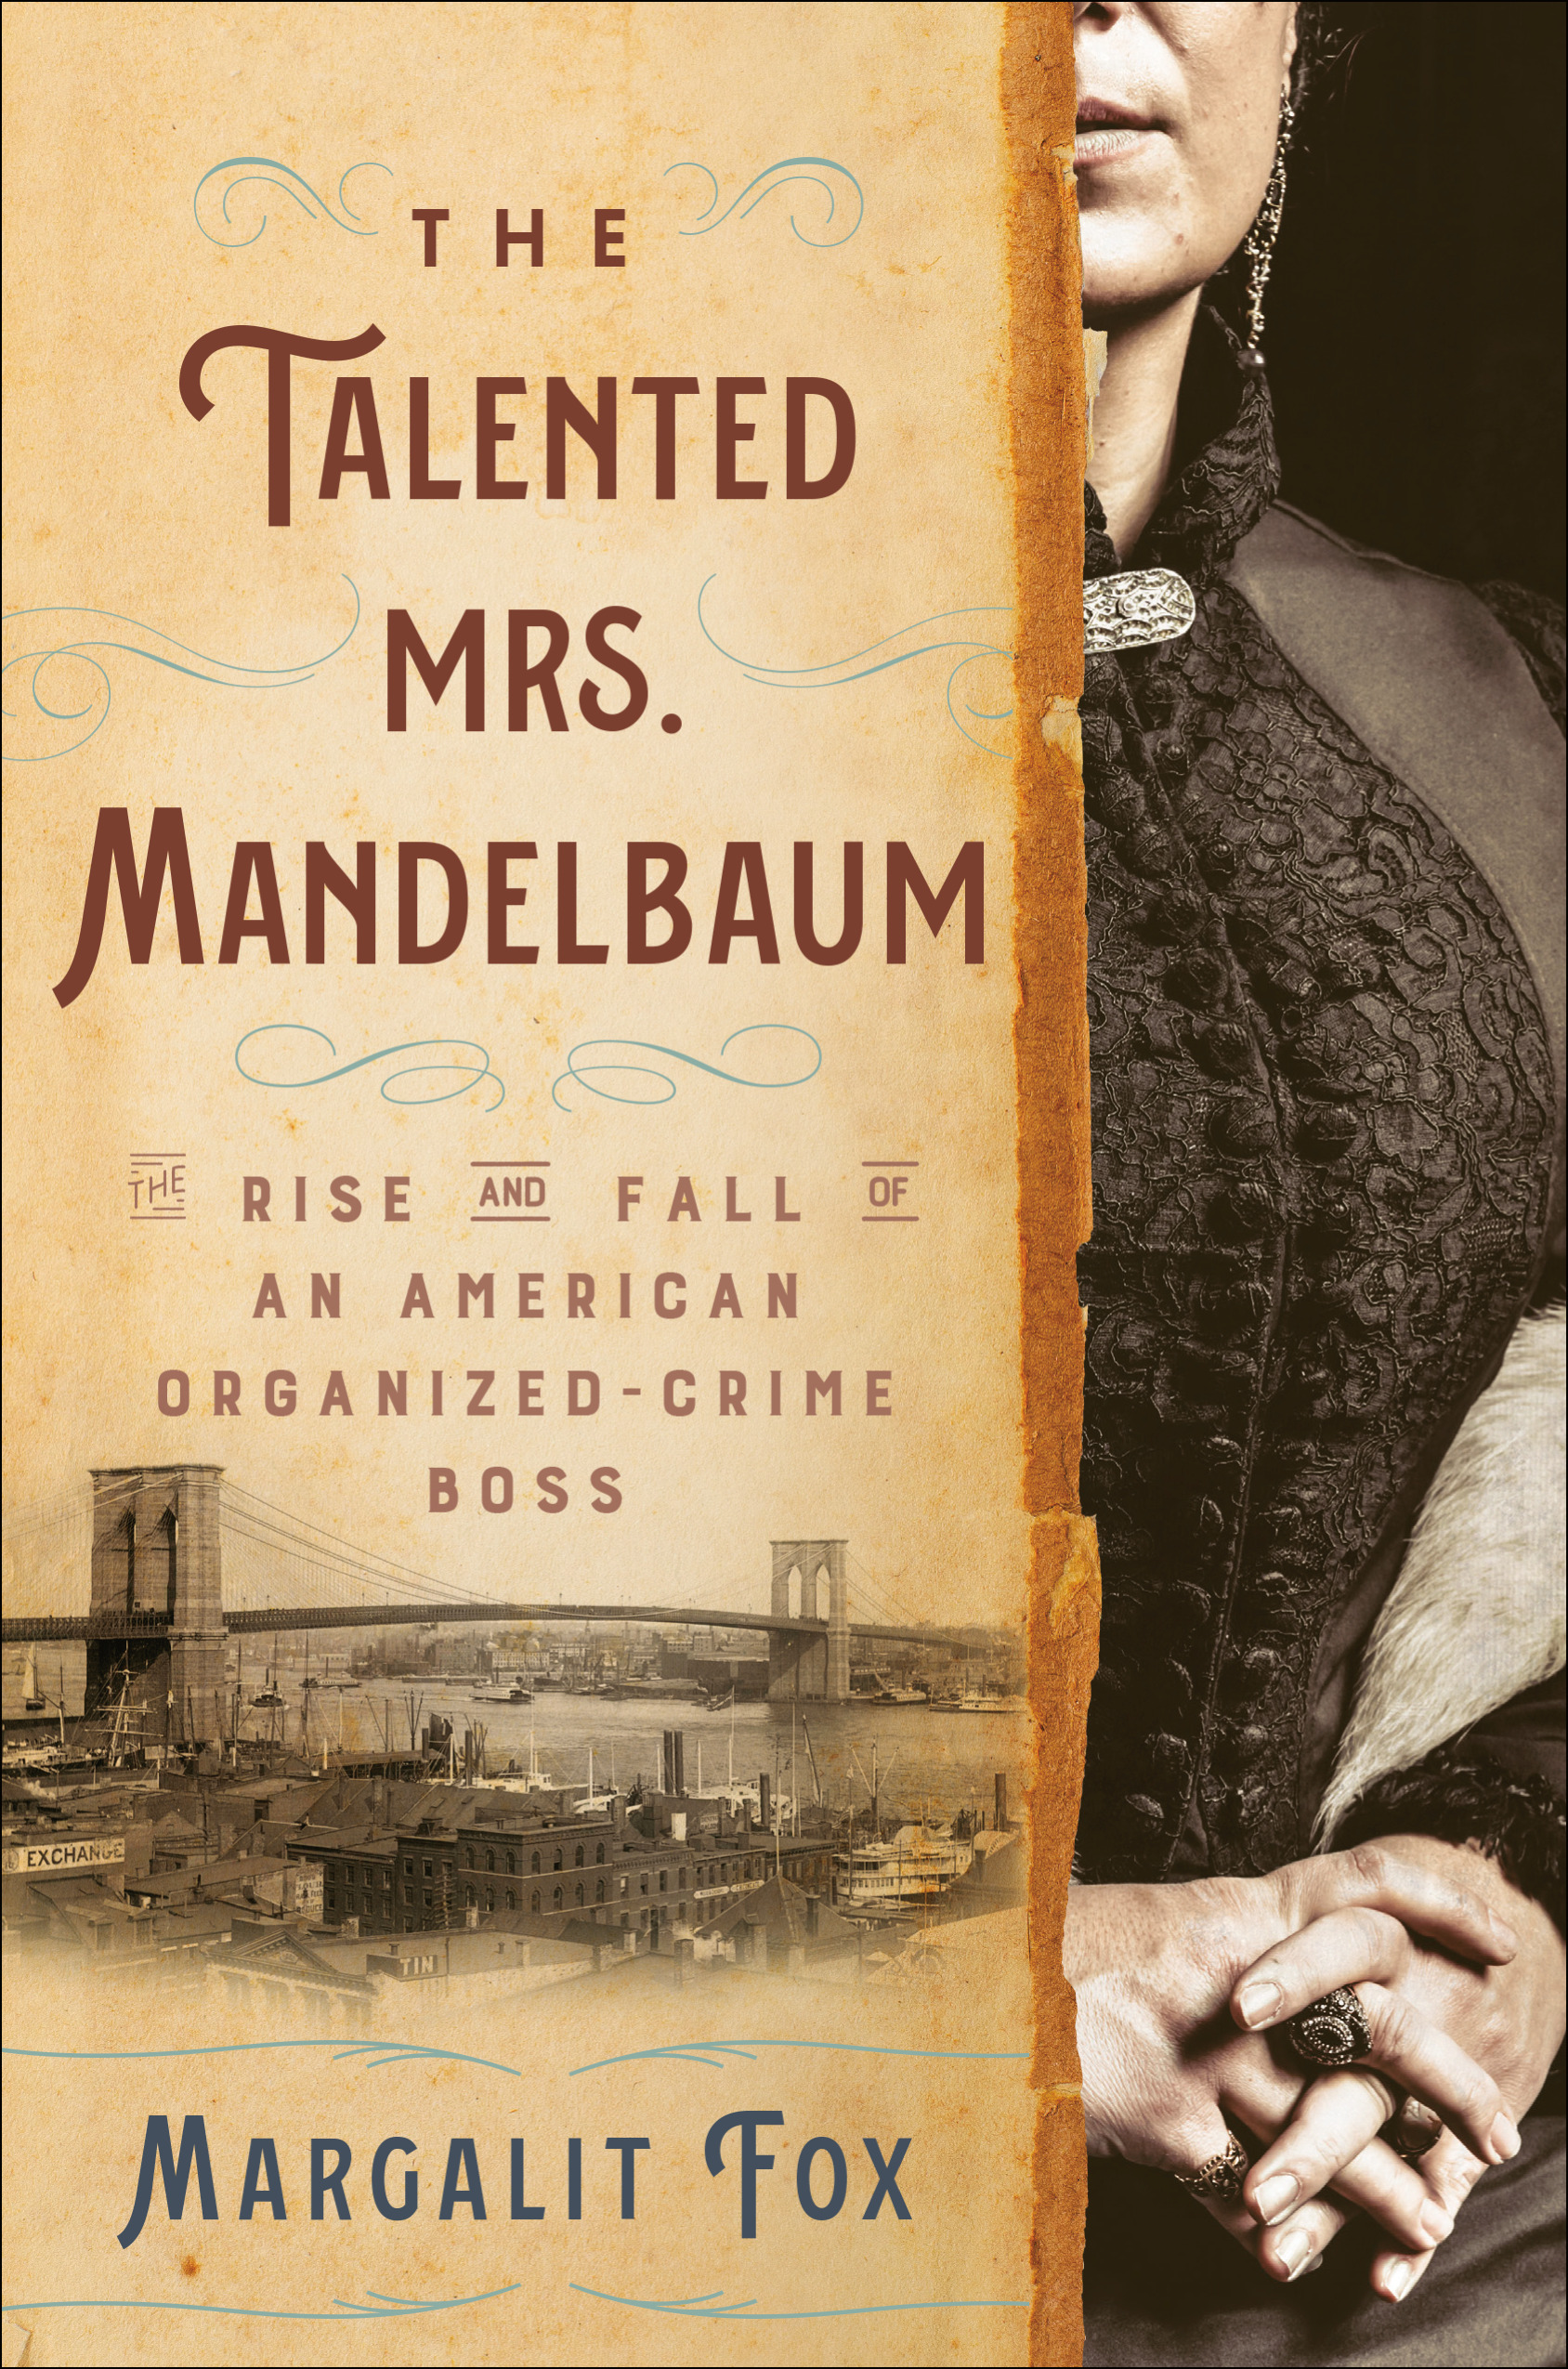 THE
TALENTED
MRS.
MANDELBAUM
THE RISE AND FALL OF
AN AMERICAN
ORGANIZED-CRIME
BOSS
EXCHANGE
TIN
MARGALIT FOX